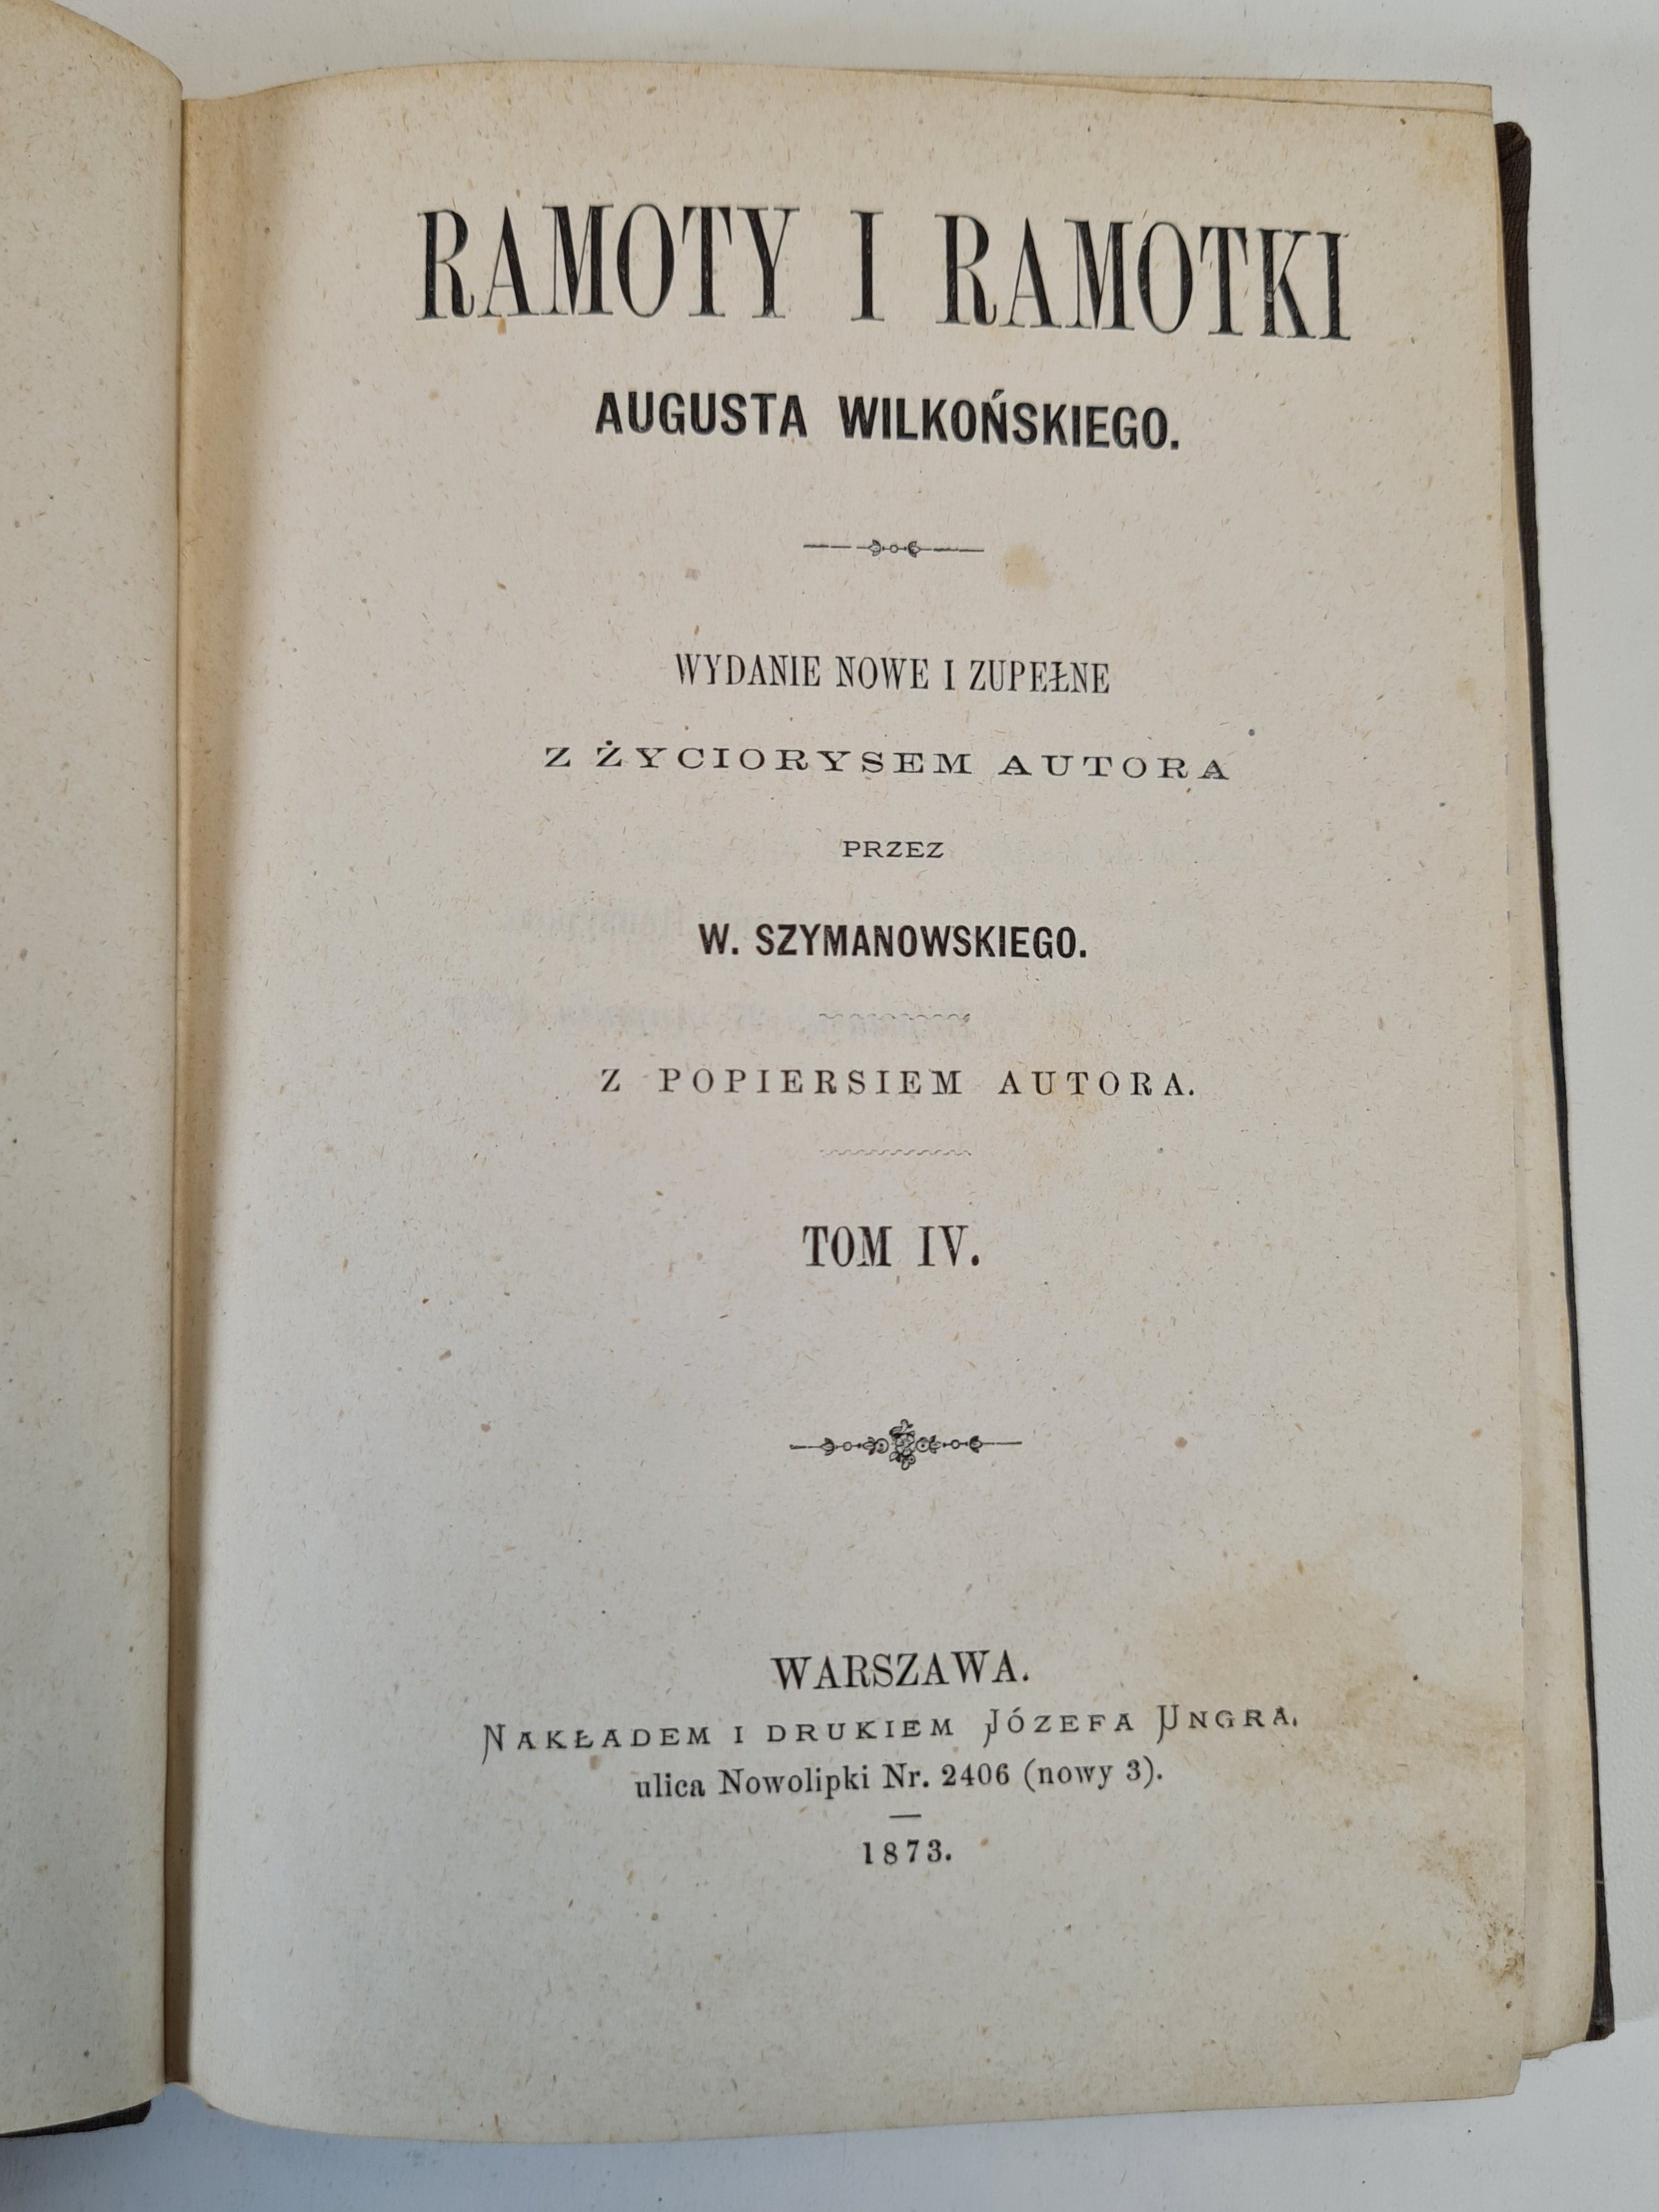 RAMOTY I RAMOTKI
AUGUSTA WILKOŃSKIEGO.
WYDANIE NOWE I ZUPEŁNE
Z ŻYCIORYSEM AUTORA
PRZEZ
W. SZYMANOWSKIEGO.
Z POPIERSIEM AUTORA.
TOM IV.
WARSZAWA.
NAKŁADEM I DRUKIEM JÓZEFA UNGRA.
ulica Nowolipki Nr. 2406 (nowy 3).
1873.